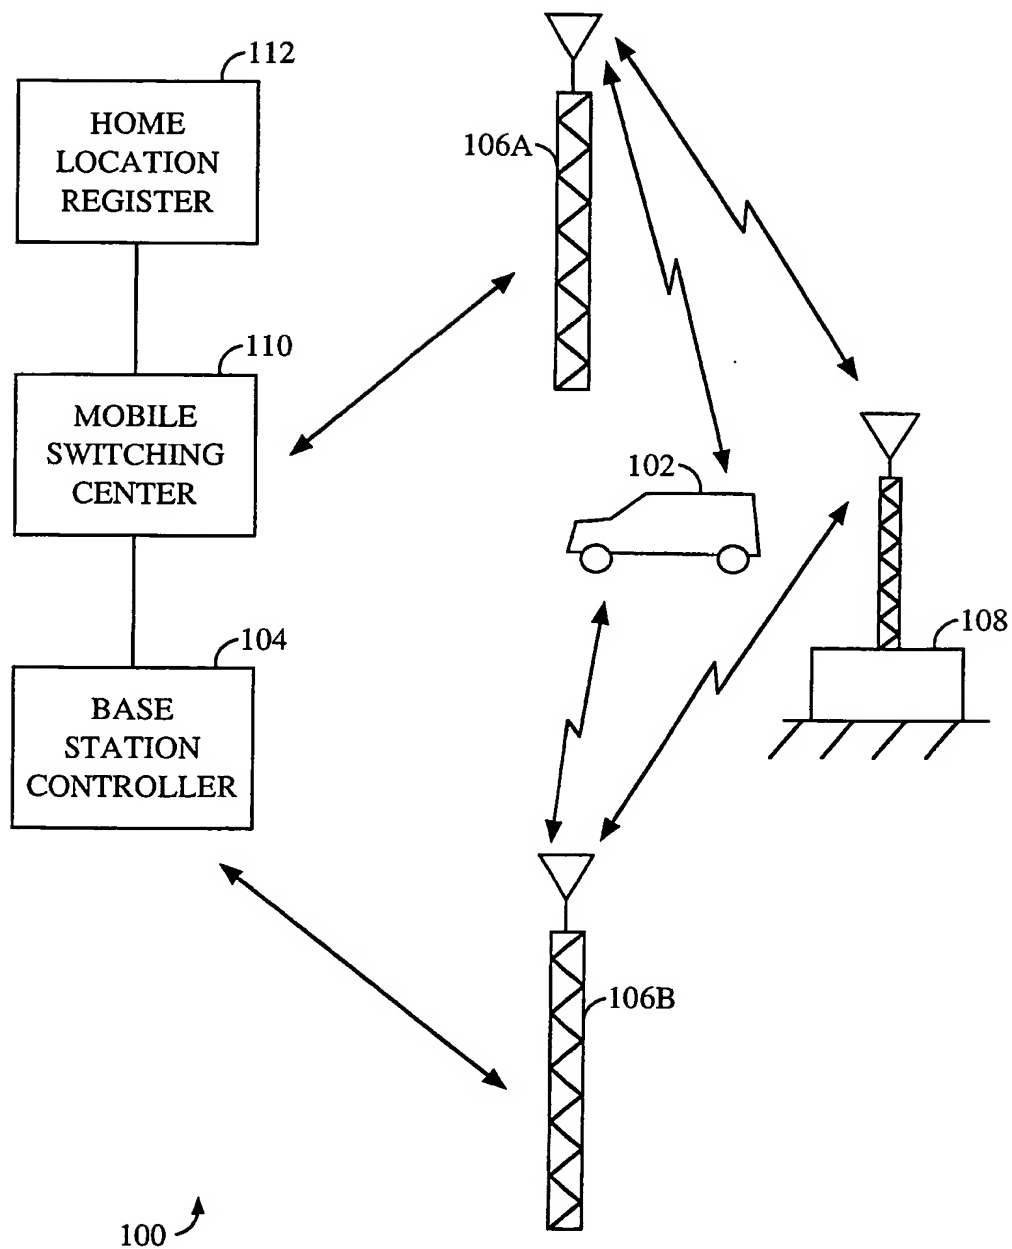 112
HOME
LOCATION
REGISTER
106A
110
MOBILE
SWITCHING
CENTER
102
104
108
BASE
STATION
CONTROLLER
106B
100